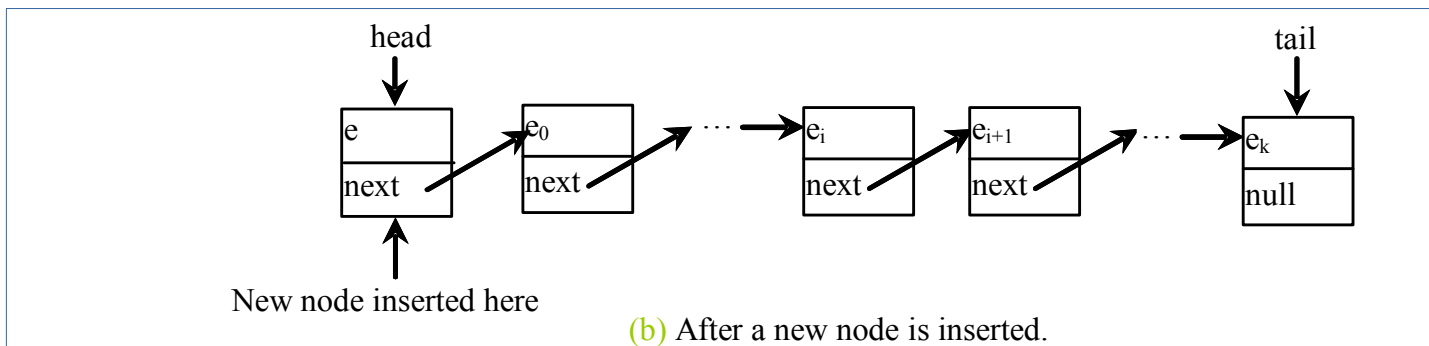 head tail
e e0 … ei ei+1 … ek
next next next next null
New node inserted here
(b) After a new node is inserted.